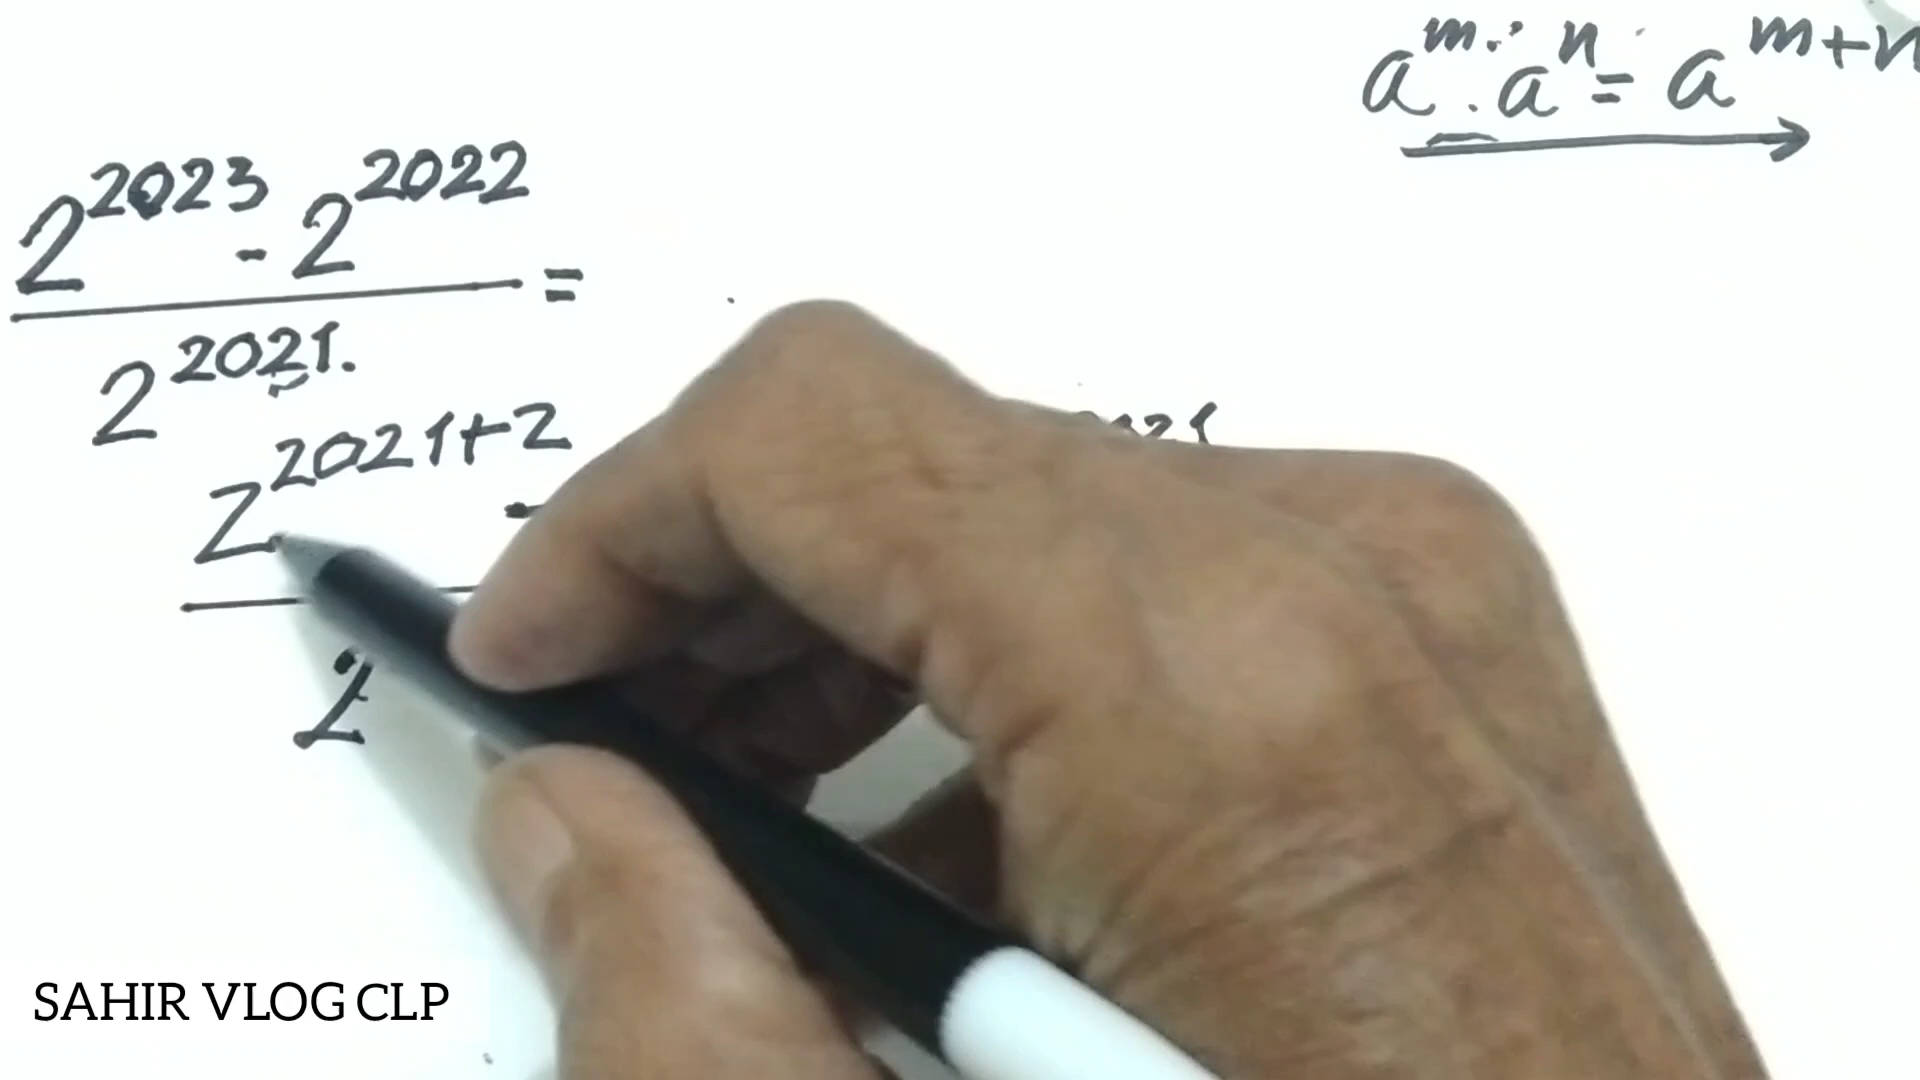 a^m · a^n = a^m+n
2^2023 - 2^2022
=
2^2021.
2^2021+2 -
2
SAHIR VLOG CLP